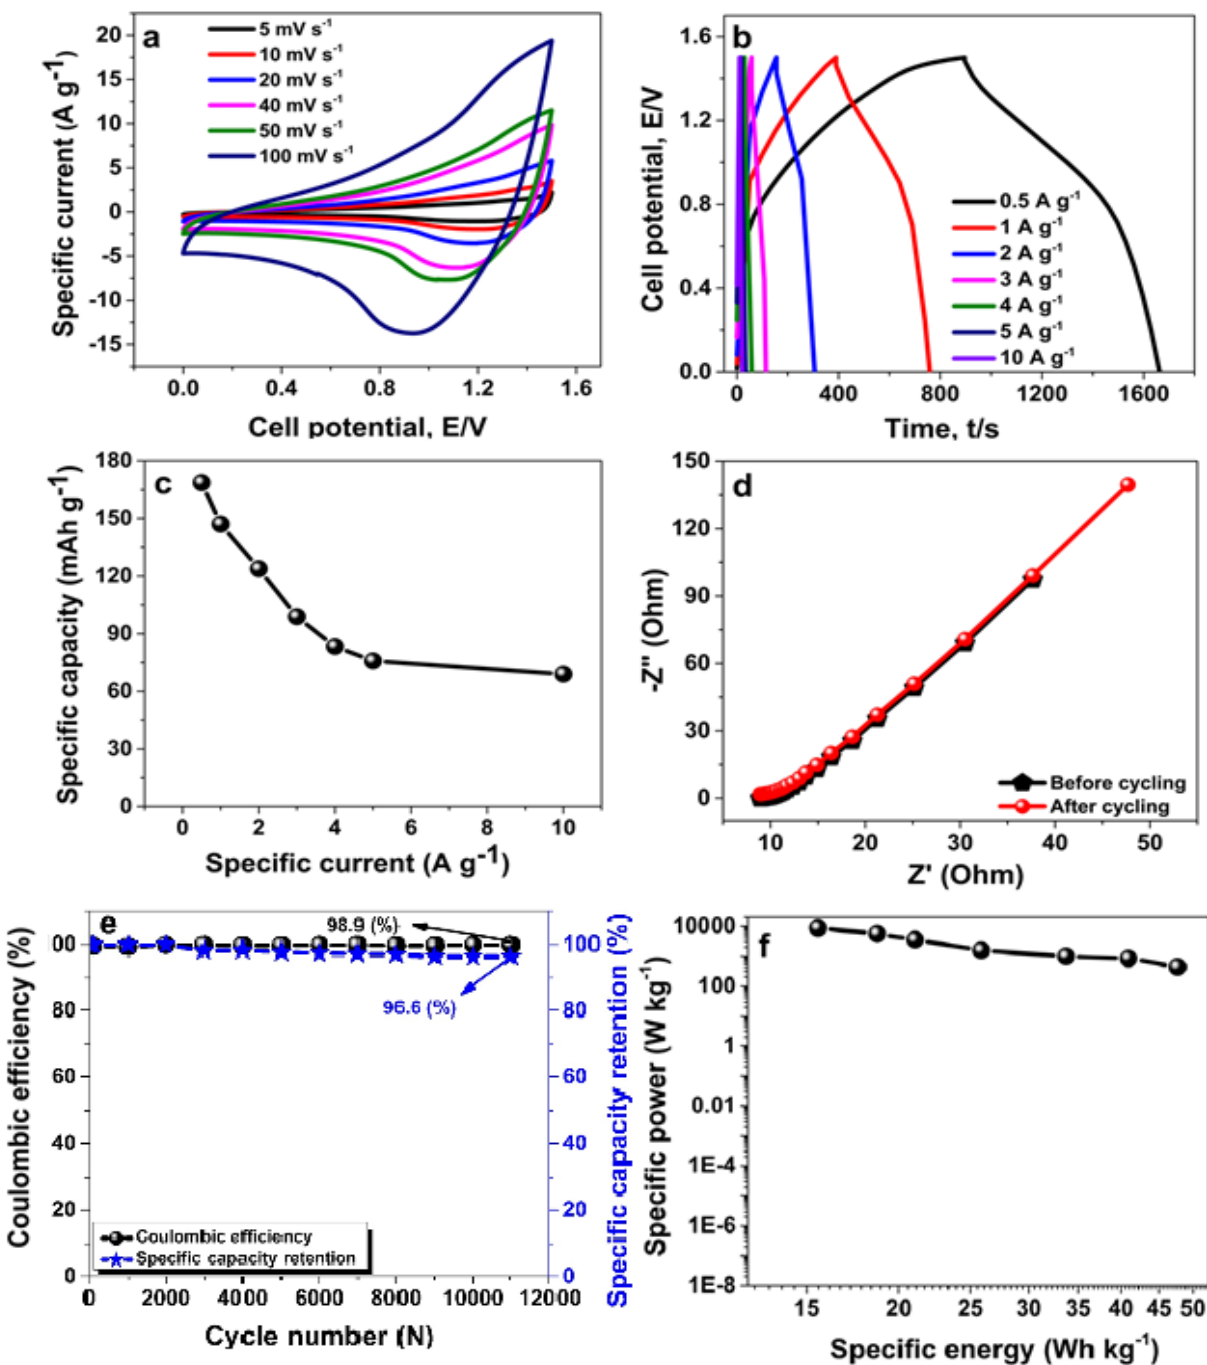 a
5 mV s⁻¹
10 mV s⁻¹
20 mV s⁻¹
40 mV s⁻¹
50 mV s⁻¹
100 mV s⁻¹
Specific current (A g⁻¹)
20
15
10
5
0
-5
-10
-15
0.0 0.4 0.8 1.2 1.6
Cell potential, E/V
b
Cell potential, E/V
1.6
1.2
0.8
0.4
0.0
0.5 A g⁻¹
1 A g⁻¹
2 A g⁻¹
3 A g⁻¹
4 A g⁻¹
5 A g⁻¹
10 A g⁻¹
0 400 800 1200 1600
Time, t/s
c
Specific capacity (mAh g⁻¹)
180
150
120
90
60
30
0
0 2 4 6 8 10
Specific current (A g⁻¹)
d
-Z'' (Ohm)
150
120
90
60
30
0
Before cycling
After cycling
10 20 30 40 50
Z' (Ohm)
e
Coulombic efficiency (%)
00
80
60
40
20
0
98.9 (%)
96.6 (%)
Coulombic efficiency
Specific capacity retention
100
80
60
40
20
0
Specific capacity retention (%)
0 2000 4000 6000 8000 10000 12000
Cycle number (N)
f
Specific power (W kg⁻¹)
10000
100
1
0.01
1E-4
1E-6
1E-8
15 20 25 30 35 40 45 50
Specific energy (Wh kg⁻¹)